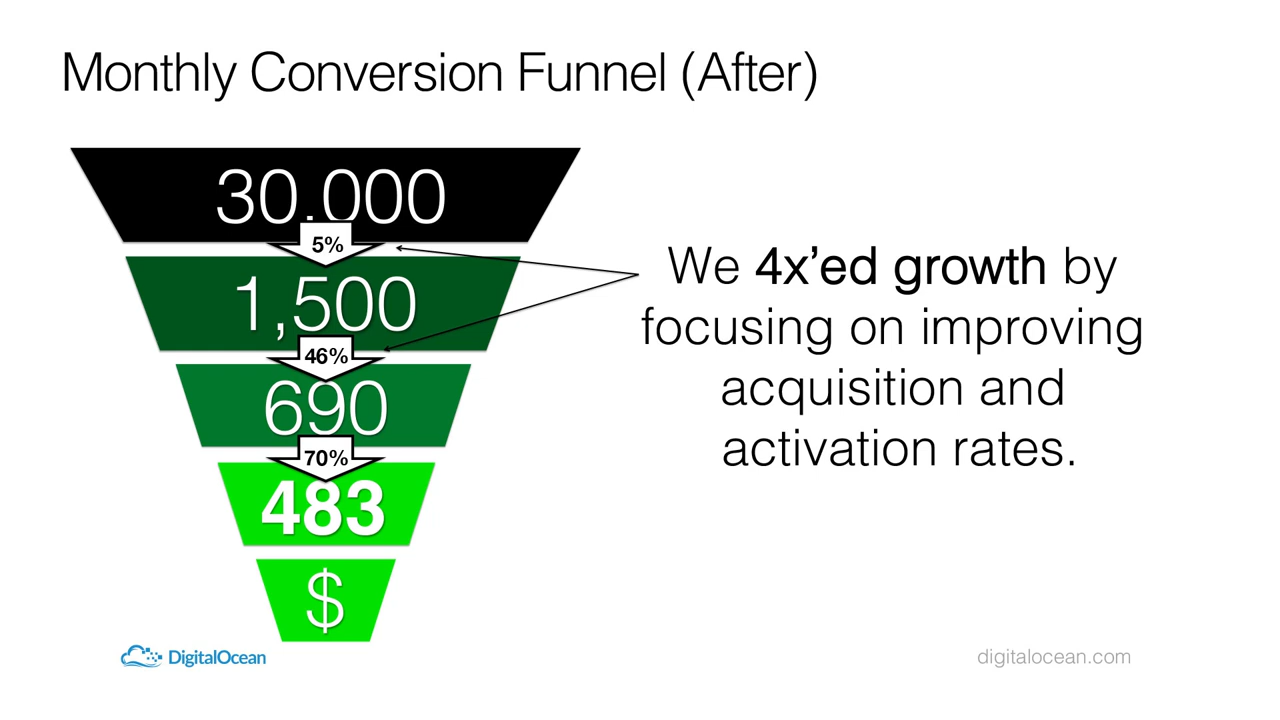 Monthly Conversion Funnel (After)
30,000
5%
1,500
46%
690
70%
483
$
We 4x’ed growth by
focusing on improving
acquisition and
activation rates.
DigitalOcean
digitalocean.com